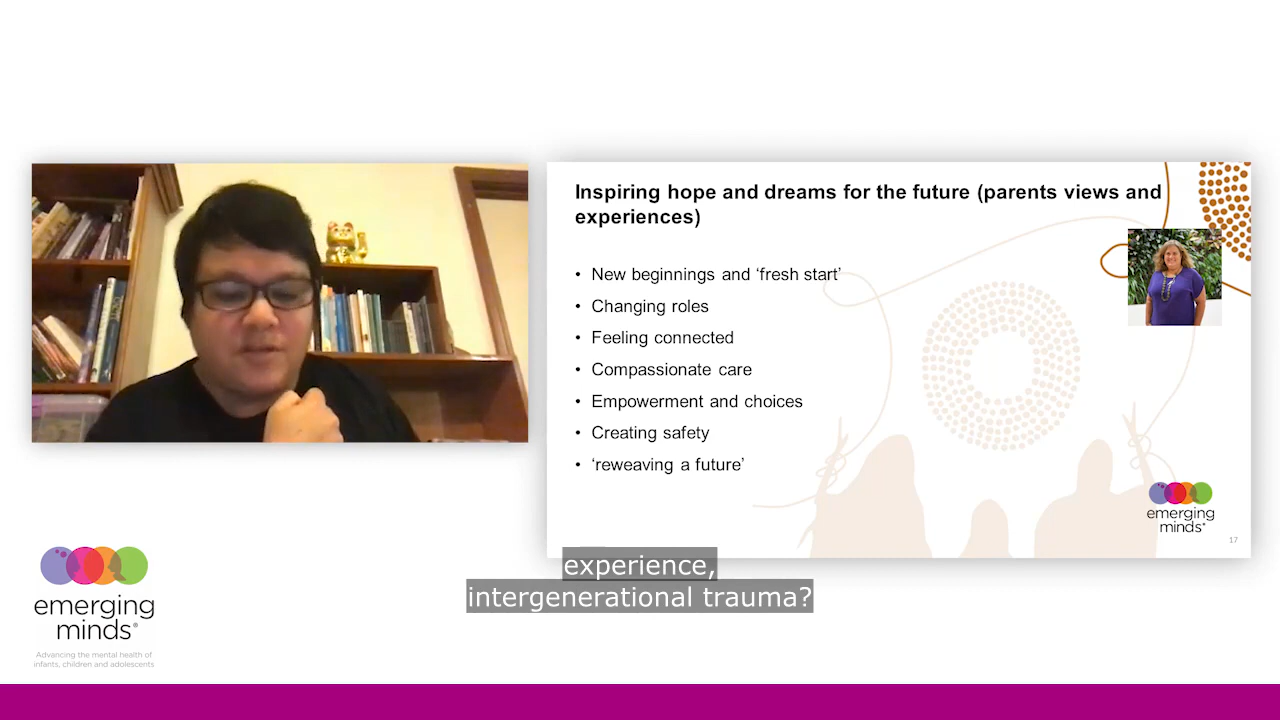 Inspiring hope and dreams for the future (parents views and
experiences)
• New beginnings and ‘fresh start’
• Changing roles
• Feeling connected
• Compassionate care
• Empowerment and choices
• Creating safety
• ‘reweaving a future’
emerging
minds®
17
experience,
intergenerational trauma?
emerging
minds®
Advancing the mental health of
infants, children and adolescents